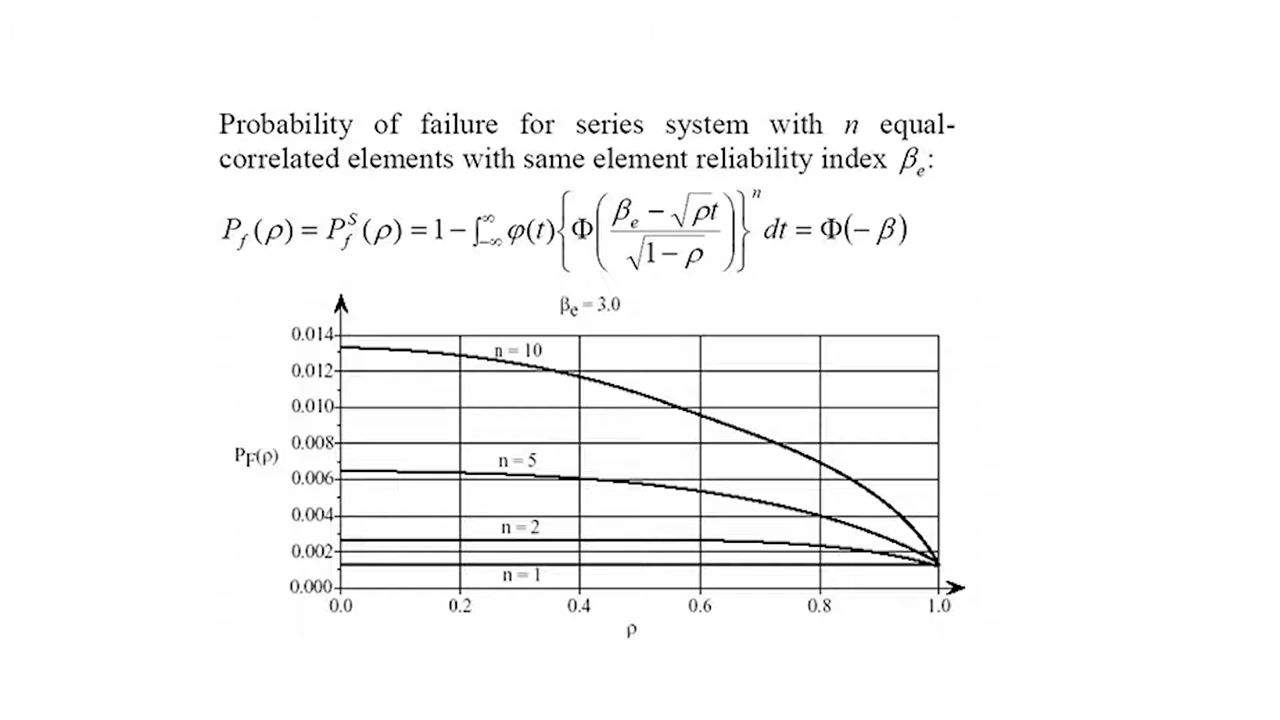 Probability of failure for series system with n equal-
correlated elements with same element reliability index βₑ:
P_f(ρ) = P_f^S(ρ) = 1 − ∫_{−∞}^{∞} φ(t){Φ((βₑ − √ρt)/√(1 − ρ))}^n dt = Φ(− β)
βe = 3.0
0.014
n = 10
0.012
0.010
0.008
PF(ρ)
n = 5
0.006
0.004
n = 2
0.002
n = 1
0.000
0.0 0.2 0.4 0.6 0.8 1.0
ρ